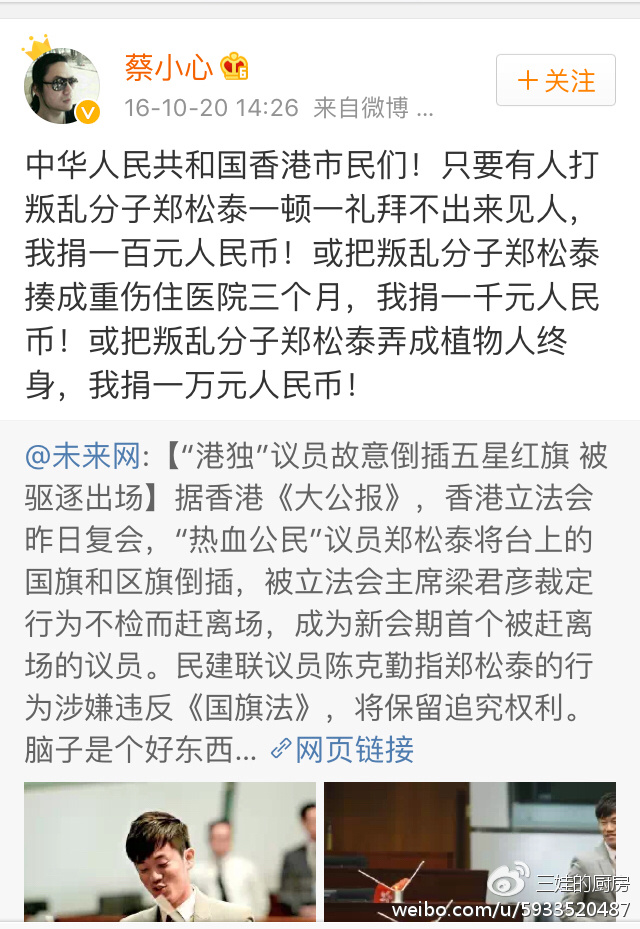 蔡小心
16-10-20 14:26 来自微博 ...
+关注
中华人民共和国香港市民们！只要有人打
叛乱分子郑松泰一顿一礼拜不出来见人，
我捐一百元人民币！或把叛乱分子郑松泰
揍成重伤住医院三个月，我捐一千元人民
币！或把叛乱分子郑松泰弄成植物人终
身，我捐一万元人民币！
@未来网:【“港独”议员故意倒插五星红旗 被
驱逐出场】据香港《大公报》，香港立法会
昨日复会，“热血公民”议员郑松泰将台上的
国旗和区旗倒插，被立法会主席梁君彦裁定
行为不检而赶离场，成为新会期首个被赶离
场的议员。民建联议员陈克勤指郑松泰的行
为涉嫌违反《国旗法》，将保留追究权利。
脑子是个好东西... 网页链接
三娃的厨房
weibo.com/u/5933520487